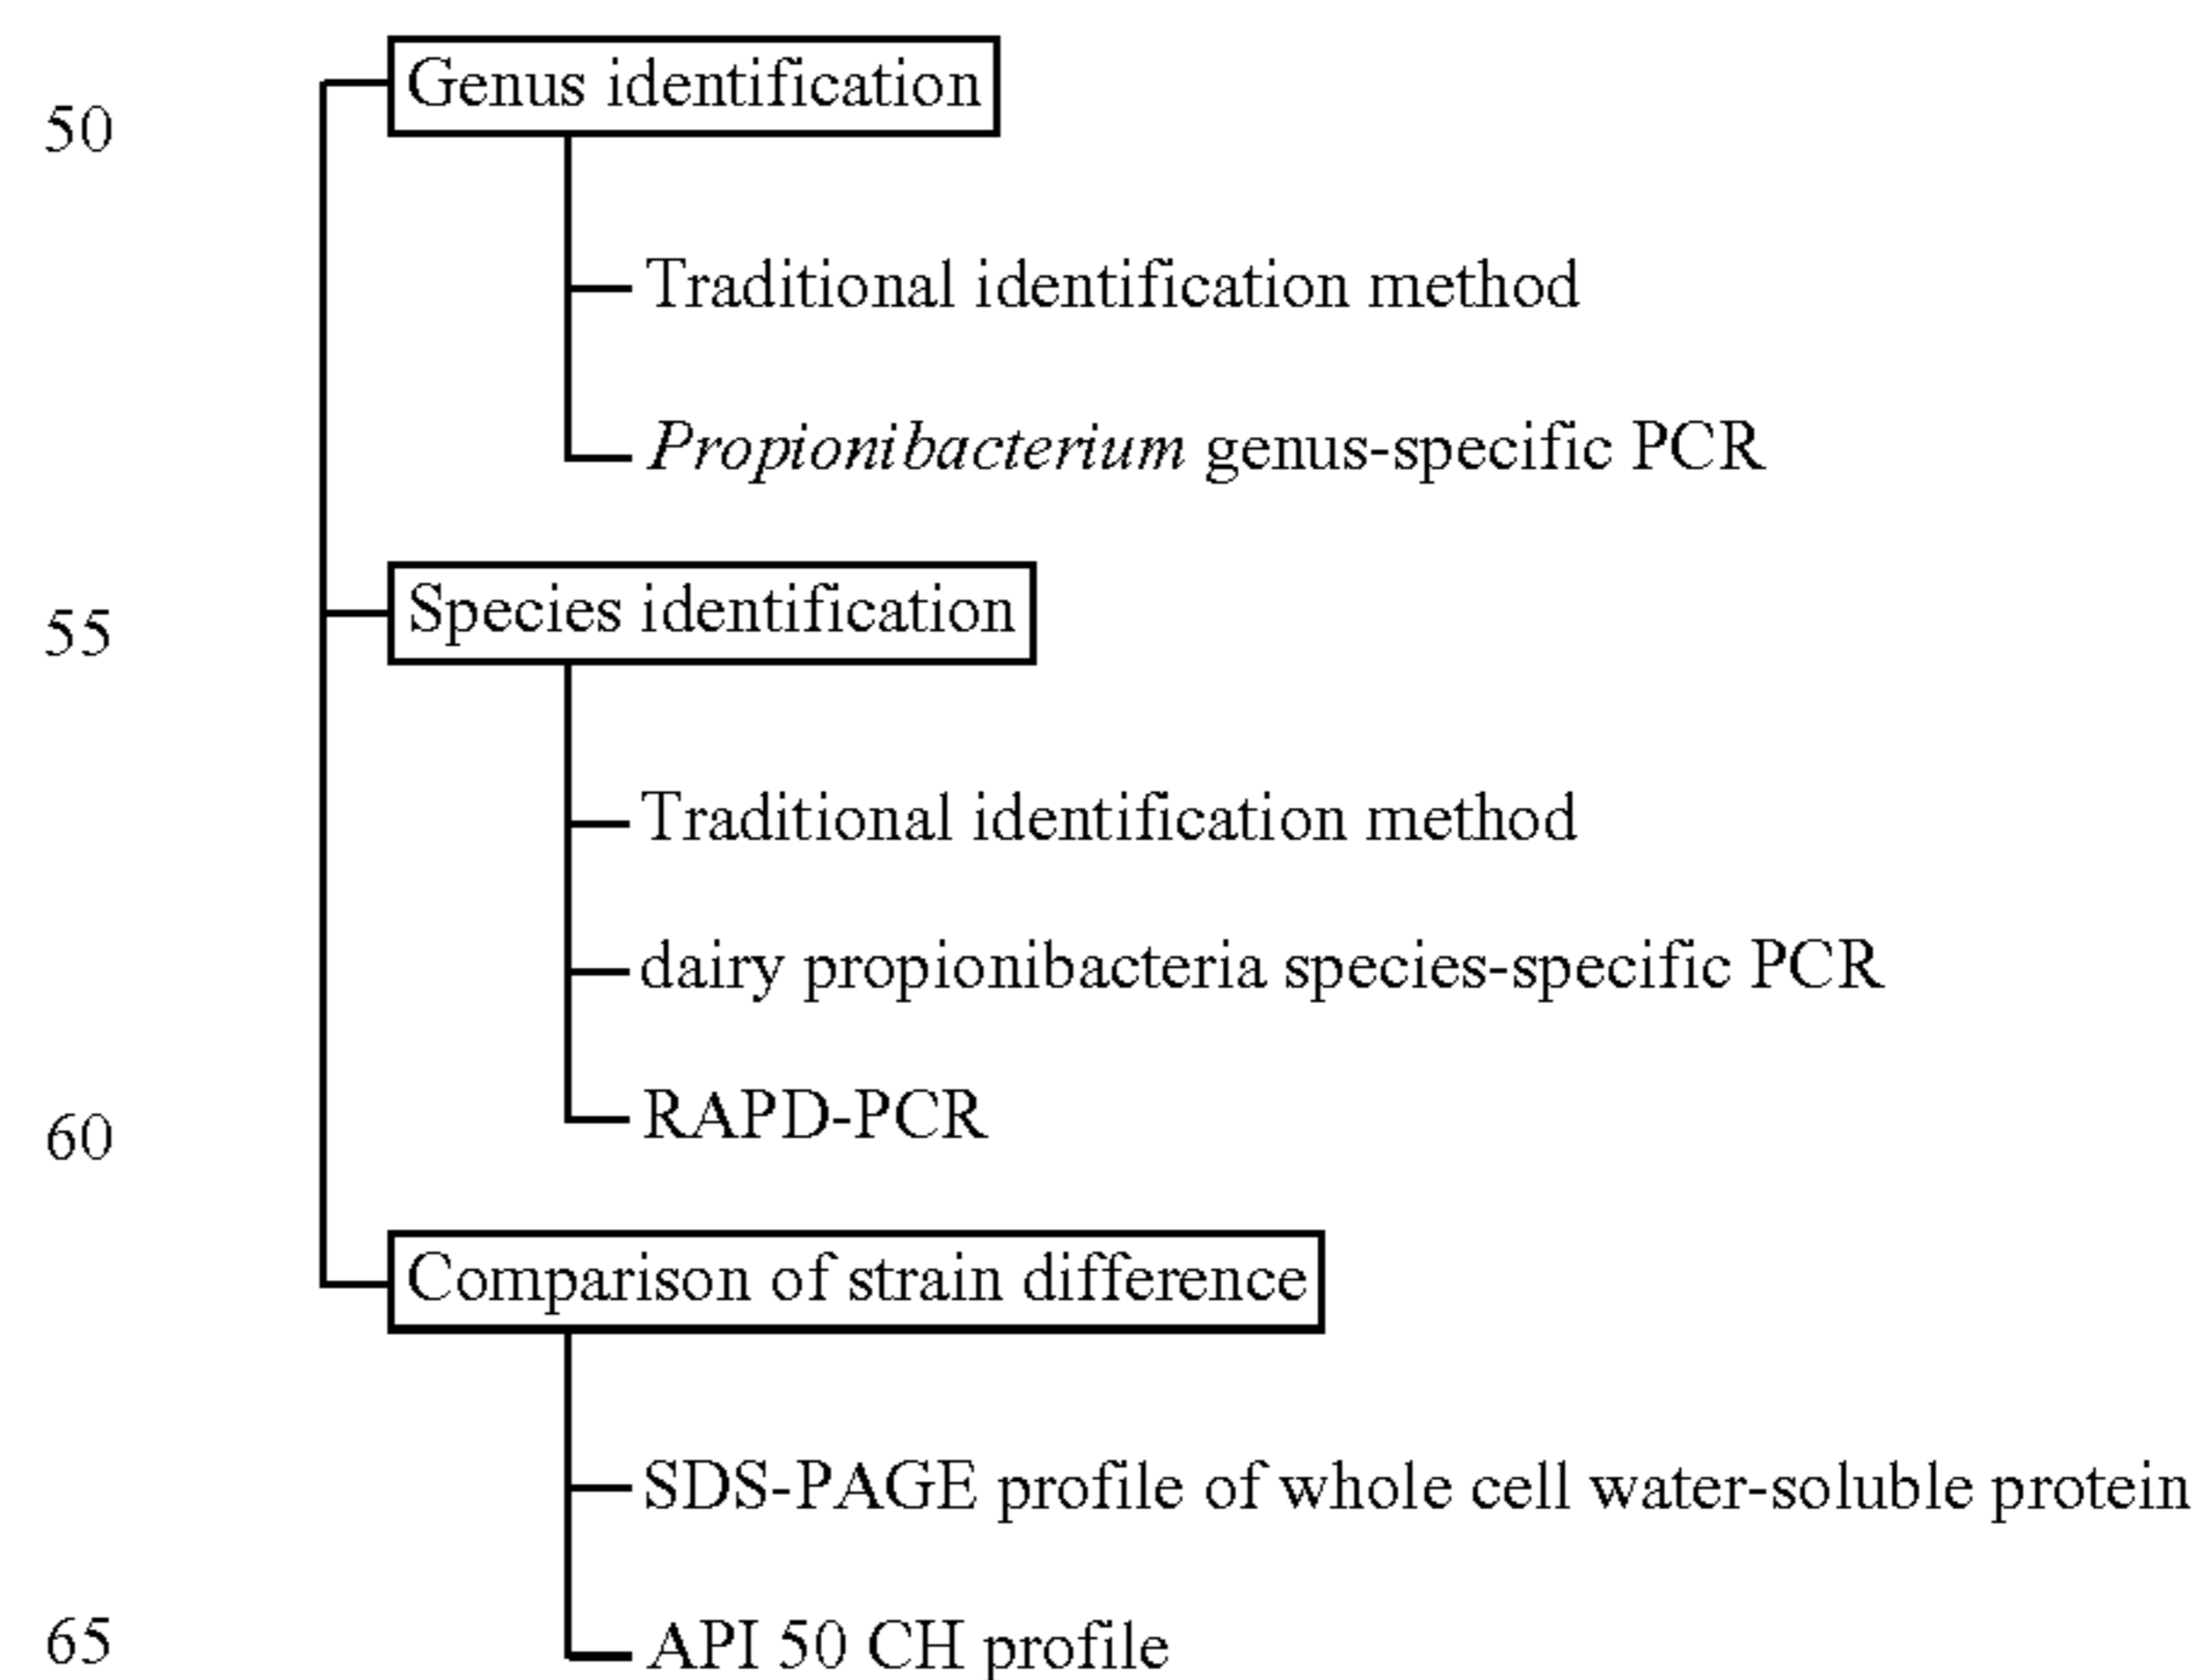 Genus identification
50
Traditional identification method
Propionibacterium genus-specific PCR
Species identification
55
Traditional identification method
dairy propionibacteria species-specific PCR
RAPD-PCR
60
Comparison of strain difference
SDS-PAGE profile of whole cell water-soluble protein
API 50 CH profile
65